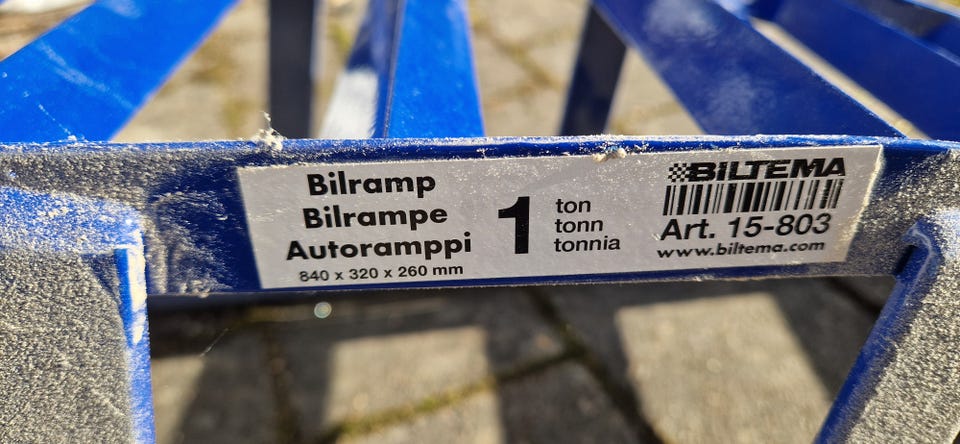 Bilramp
Bilrampe
Autoramppi
840 x 320 x 260 mm
1
ton
tonn
tonnia
BILTEMA
Art. 15-803
www.biltema.com